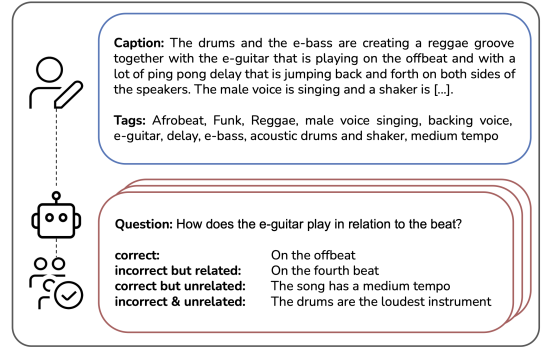 Caption: The drums and the e-bass are creating a reggae groove
together with the e-guitar that is playing on the offbeat and with a
lot of ping pong delay that is jumping back and forth on both sides of
the speakers. The male voice is singing and a shaker is [...].
Tags: Afrobeat, Funk, Reggae, male voice singing, backing voice,
e-guitar, delay, e-bass, acoustic drums and shaker, medium tempo
Question: How does the e-guitar play in relation to the beat?
correct: On the offbeat
incorrect but related: On the fourth beat
correct but unrelated: The song has a medium tempo
incorrect & unrelated: The drums are the loudest instrument